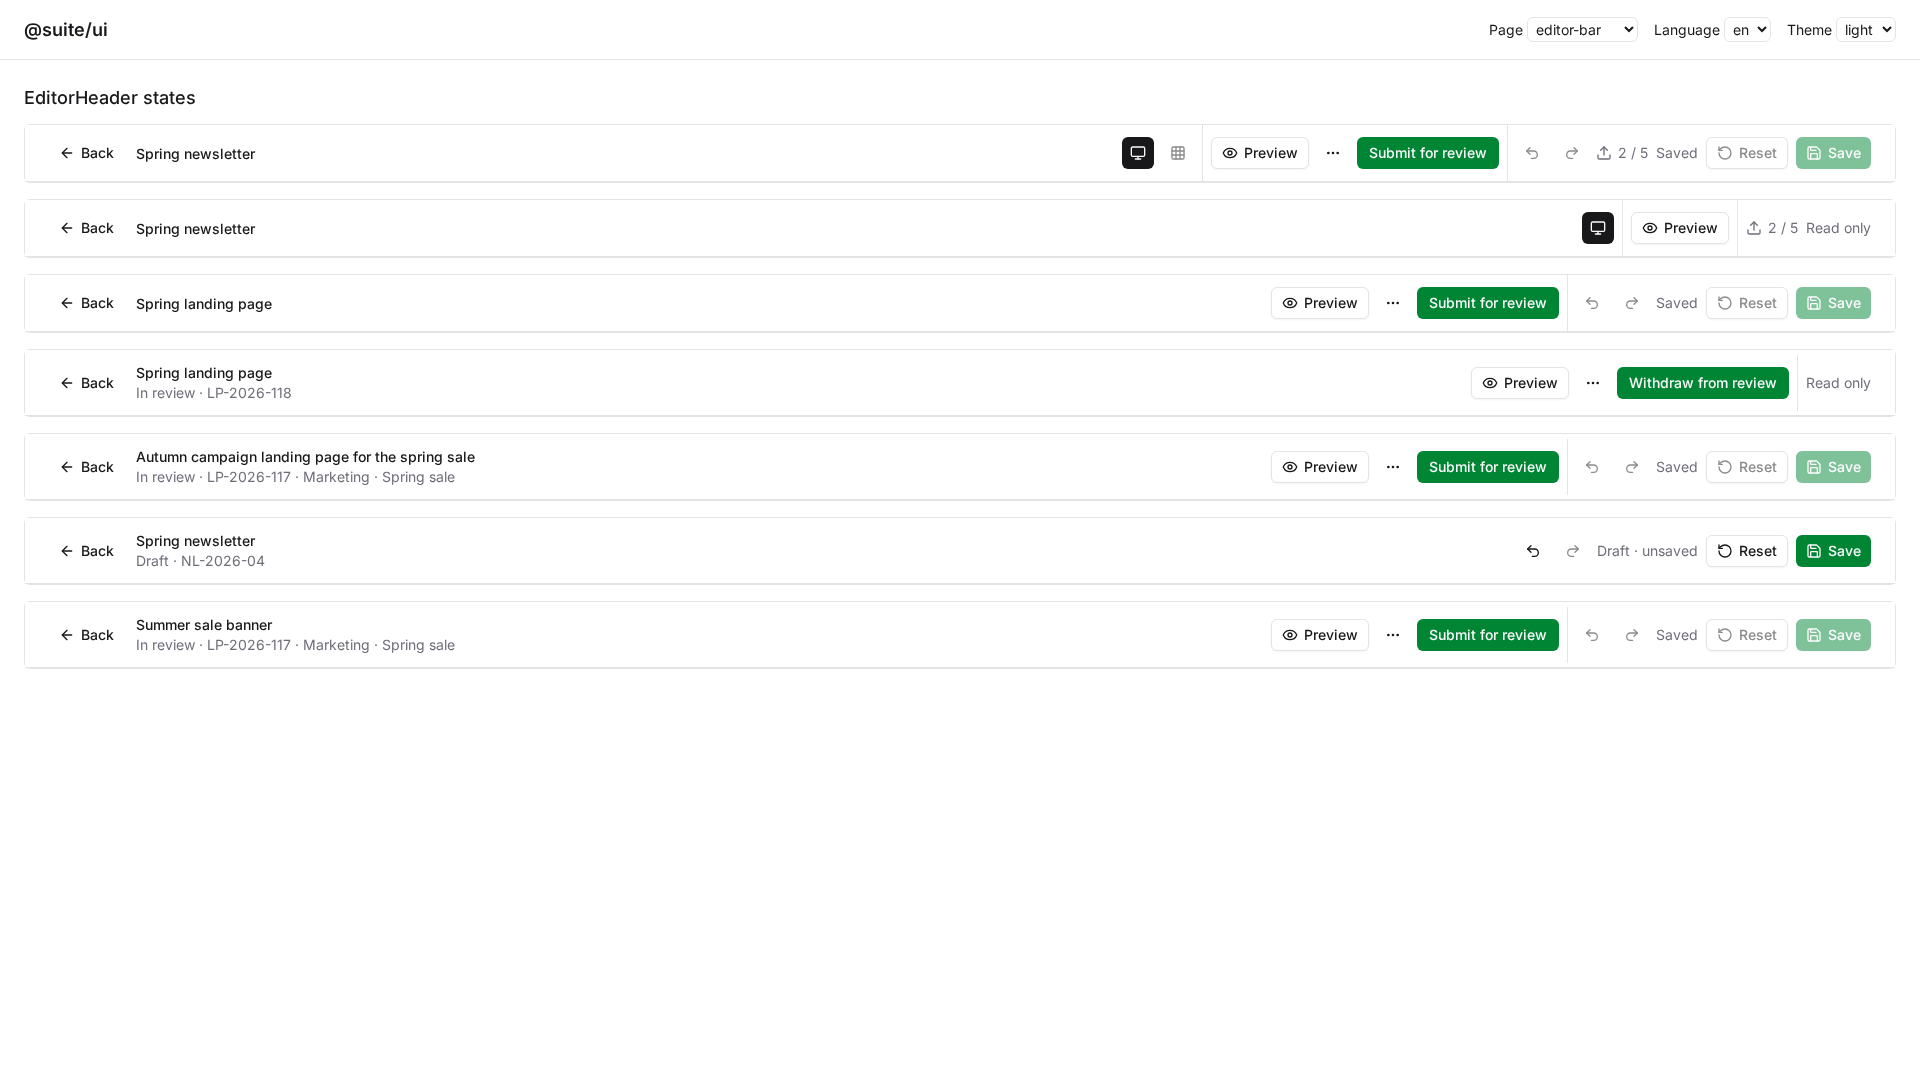 @suite/ui Page editor-bar Language en Theme light
EditorHeader states
Back Spring newsletter Preview Submit for review 2 / 5 Saved Reset Save
Back Spring newsletter Preview 2 / 5 Read only
Back Spring landing page Preview Submit for review Saved Reset Save
Back Spring landing page Preview Withdraw from review Read only
In review · LP-2026-118
Back Autumn campaign landing page for the spring sale Preview Submit for review Saved Reset Save
In review · LP-2026-117 · Marketing · Spring sale
Back Spring newsletter Draft · unsaved Reset Save
Draft · NL-2026-04
Back Summer sale banner Preview Submit for review Saved Reset Save
In review · LP-2026-117 · Marketing · Spring sale